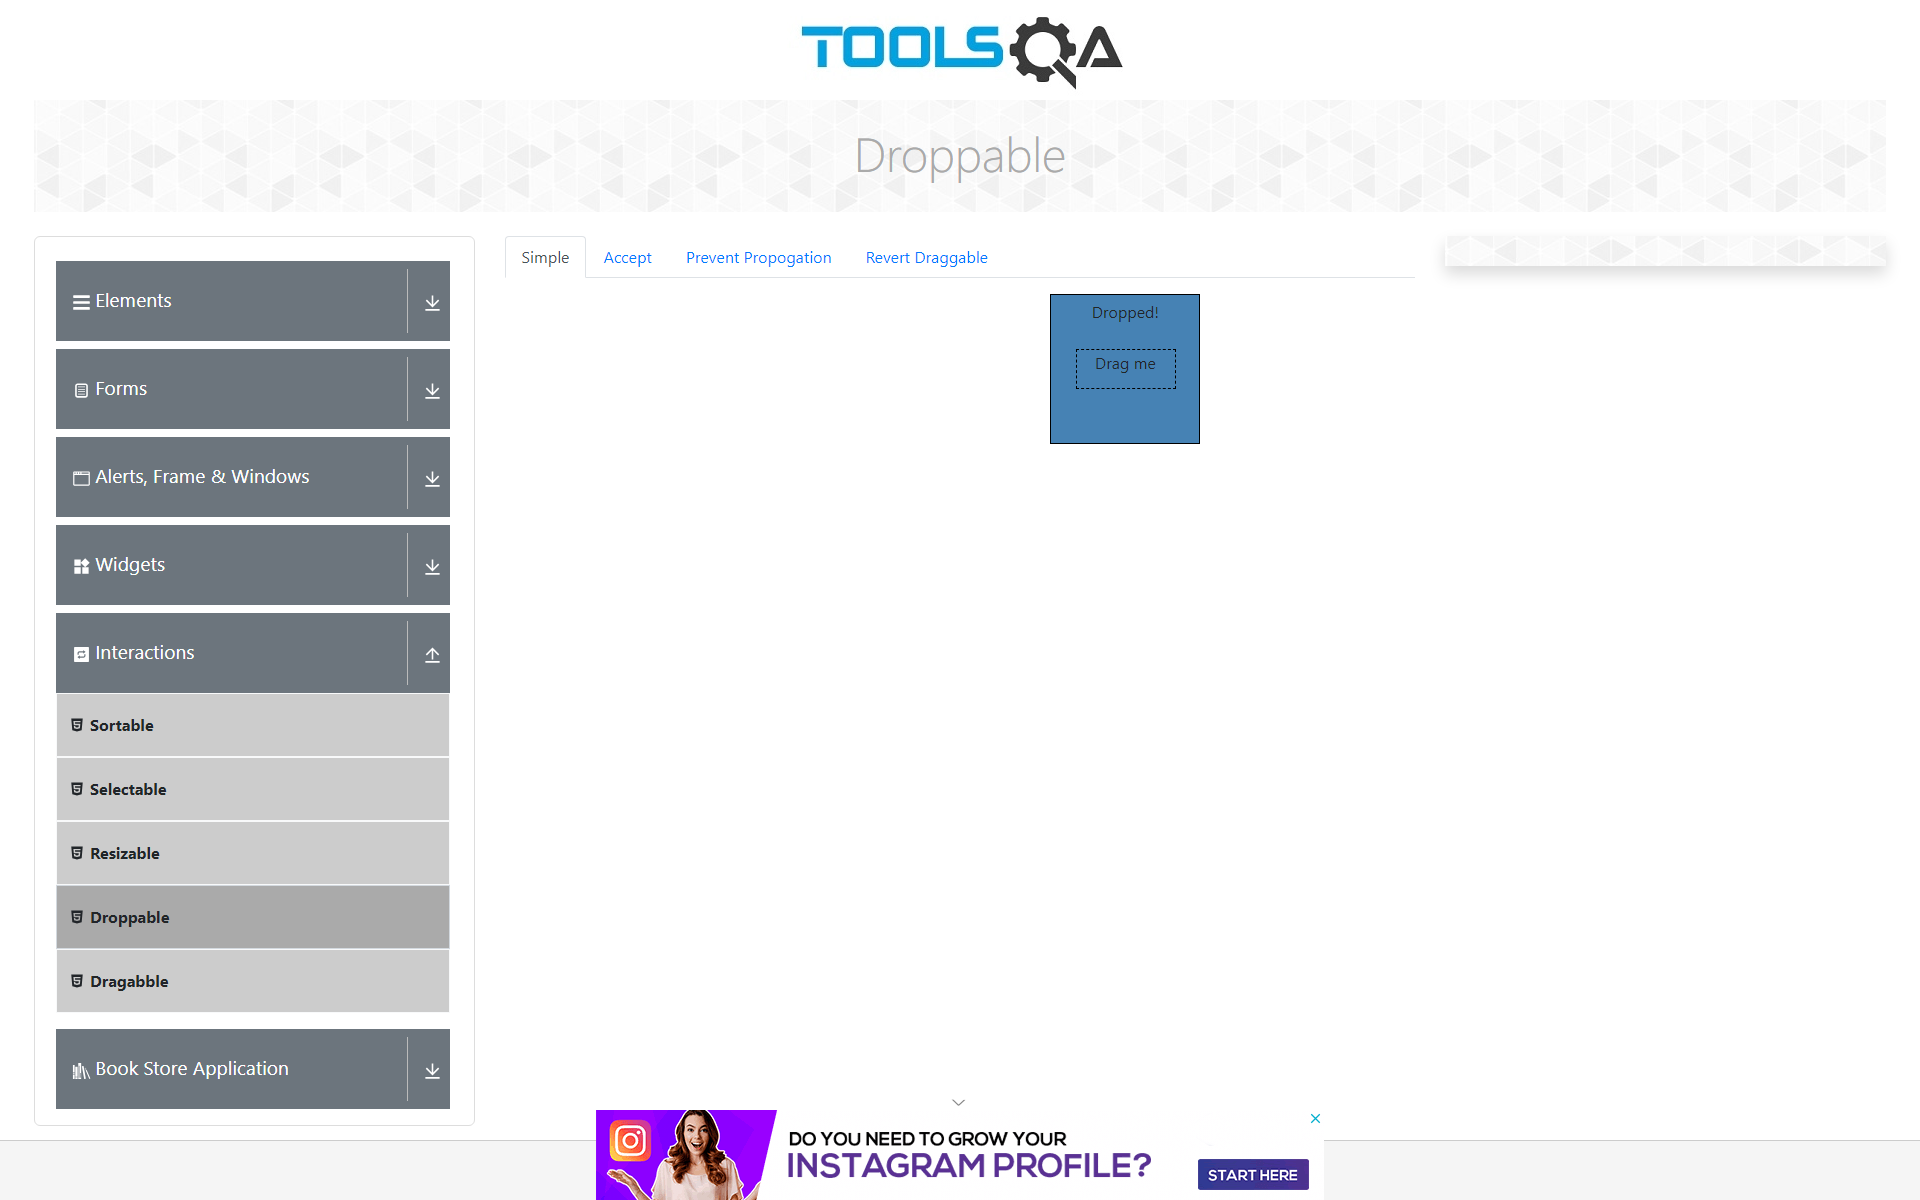 TOOLSQA
Droppable
Elements
Forms
Alerts, Frame & Windows
Widgets
Interactions
Sortable
Selectable
Resizable
Droppable
Dragabble
Book Store Application
Simple Accept Prevent Propogation Revert Draggable
Dropped!
Drag me
DO YOU NEED TO GROW YOUR
INSTAGRAM PROFILE?
START HERE